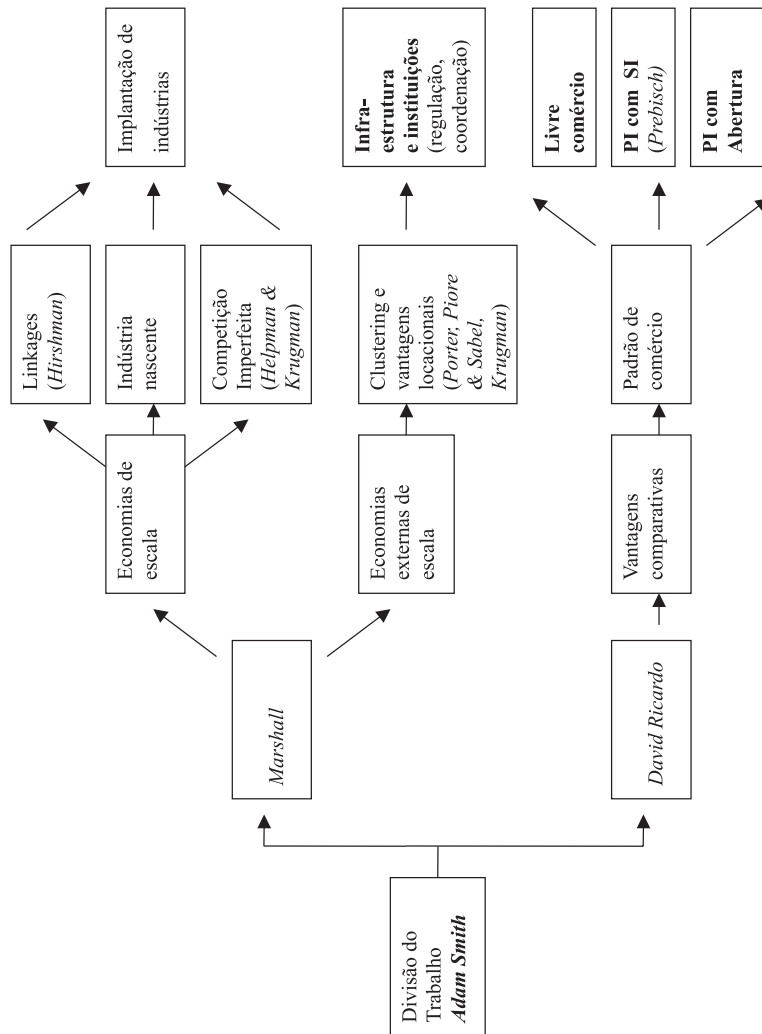 Divisão do
Trabalho
Adam Smith
Marshall
David Ricardo
Economias de
escala
Economias
externas de
escala
Vantagens
comparativas
Linkages
(Hirshman)
Indústria
nascente
Competição
Imperfeita
(Helpman &
Krugman)
Clustering e
vantagens
locacionais
(Porter, Piore
& Sabel,
Krugman)
Padrão de
comércio
Implantação de
indústrias
Infra-
estrutura
e instituições
(regulação,
coordenação)
Livre
comércio
PI com SI
(Prebisch)
PI com
Abertura